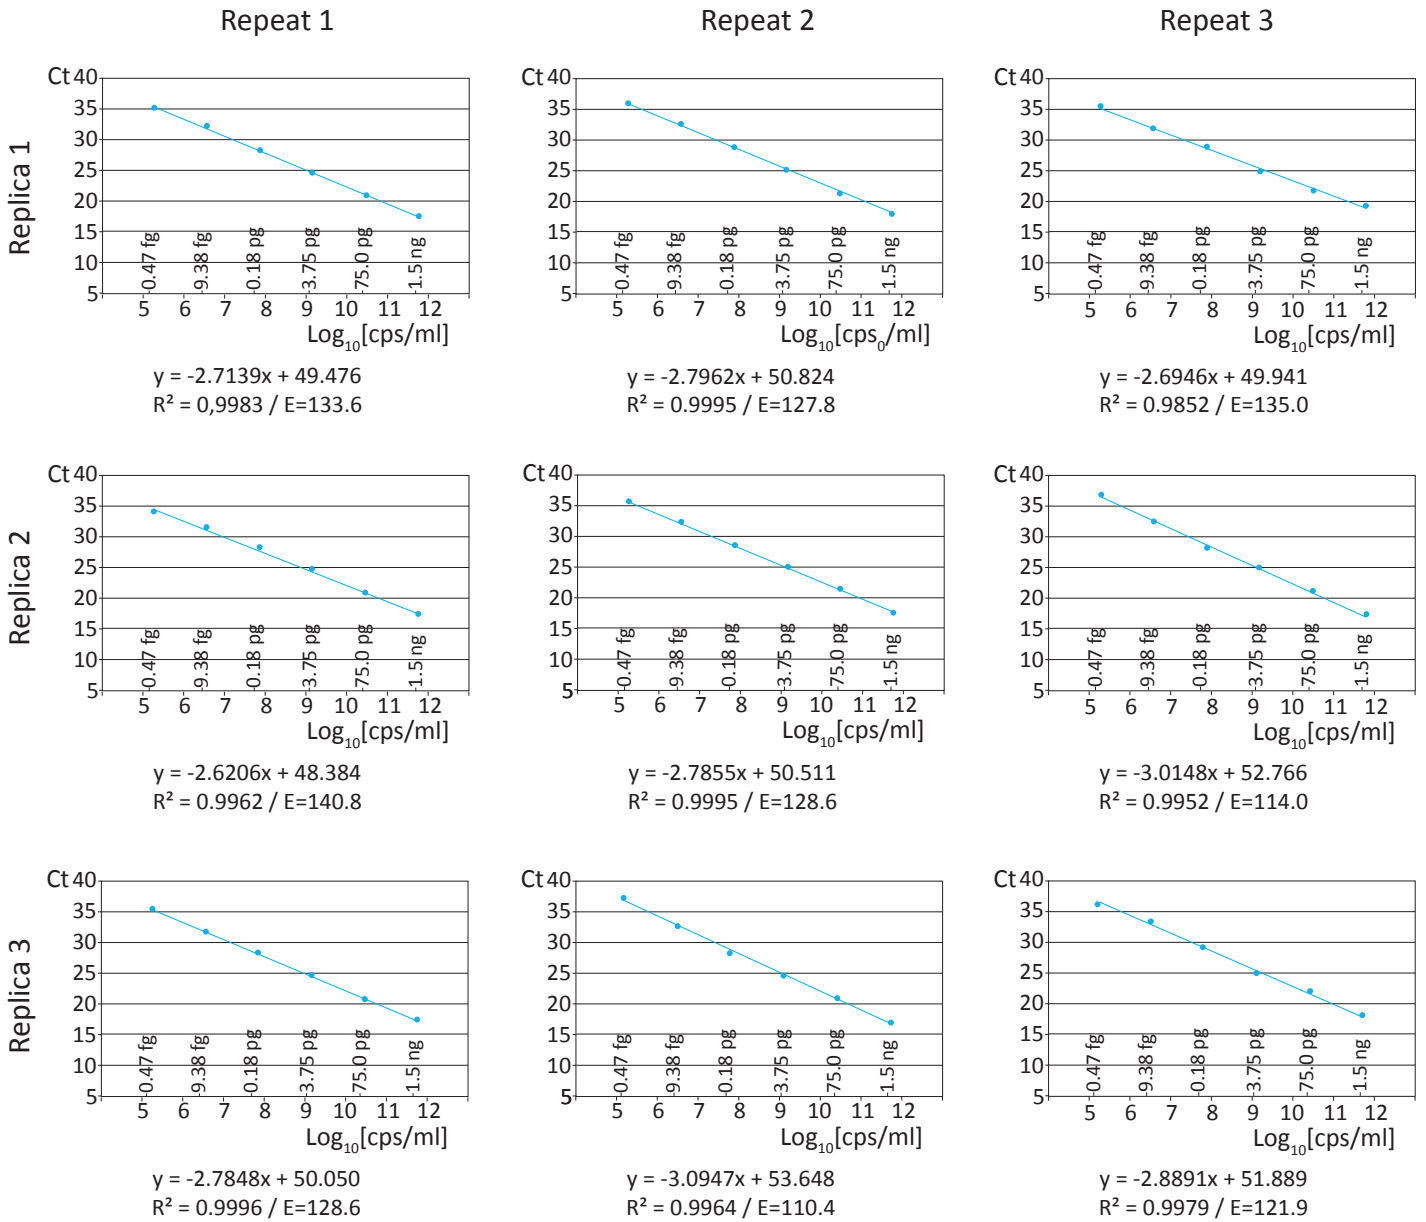 Repeat 1 Repeat 2 Repeat 3
Replica 1
Ct 40 35 30 25 20 15 10 5
0.47 fg 9.38 fg 0.18 pg 3.75 pg 75.0 pg 1.5 ng
5 6 7 8 9 10 11 12
Log10[cps/ml]
y = -2.7139x + 49.476
R² = 0,9983 / E=133.6
Ct 40 35 30 25 20 15 10 5
0.47 fg 9.38 fg 0.18 pg 3.75 pg 75.0 pg 1.5 ng
5 6 7 8 9 10 11 12
Log10[cps0/ml]
y = -2.7962x + 50.824
R² = 0.9995 / E=127.8
Ct 40 35 30 25 20 15 10 5
0.47 fg 9.38 fg 0.18 pg 3.75 pg 75.0 pg 1.5 ng
5 6 7 8 9 10 11 12
Log10[cps/ml]
y = -2.6946x + 49.941
R² = 0.9852 / E=135.0
Replica 2
Ct 40 35 30 25 20 15 10 5
0.47 fg 9.38 fg 0.18 pg 3.75 pg 75.0 pg 1.5 ng
5 6 7 8 9 10 11 12
Log10[cps/ml]
y = -2.6206x + 48.384
R² = 0.9962 / E=140.8
Ct 40 35 30 25 20 15 10 5
0.47 fg 9.38 fg 0.18 pg 3.75 pg 75.0 pg 1.5 ng
5 6 7 8 9 10 11 12
Log10[cps/ml]
y = -2.7855x + 50.511
R² = 0.9995 / E=128.6
Ct 40 35 30 25 20 15 10 5
0.47 fg 9.38 fg 0.18 pg 3.75 pg 75.0 pg 1.5 ng
5 6 7 8 9 10 11 12
Log10[cps/ml]
y = -3.0148x + 52.766
R² = 0.9952 / E=114.0
Replica 3
Ct 40 35 30 25 20 15 10 5
0.47 fg 9.38 fg 0.18 pg 3.75 pg 75.0 pg 1.5 ng
5 6 7 8 9 10 11 12
Log10[cps/ml]
y = -2.7848x + 50.050
R² = 0.9996 / E=128.6
Ct 40 35 30 25 20 15 10 5
0.47 fg 9.38 fg 0.18 pg 3.75 pg 75.0 pg 1.5 ng
5 6 7 8 9 10 11 12
Log10[cps/ml]
y = -3.0947x + 53.648
R² = 0.9964 / E=110.4
Ct 40 35 30 25 20 15 10 5
0.47 fg 9.38 fg 0.18 pg 3.75 pg 75.0 pg 1.5 ng
5 6 7 8 9 10 11 12
Log10[cps/ml]
y = -2.8891x + 51.889
R² = 0.9979 / E=121.9